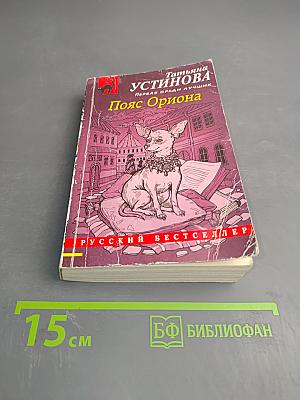 Татьяна
УСТИНОВА
ПЕРВАЯ СРЕДИ ЛУЧШИХ
Пояс Ориона
РУССКИЙ БЕСТСЕЛЛЕР
15 см
БФ БИБЛИОФАН